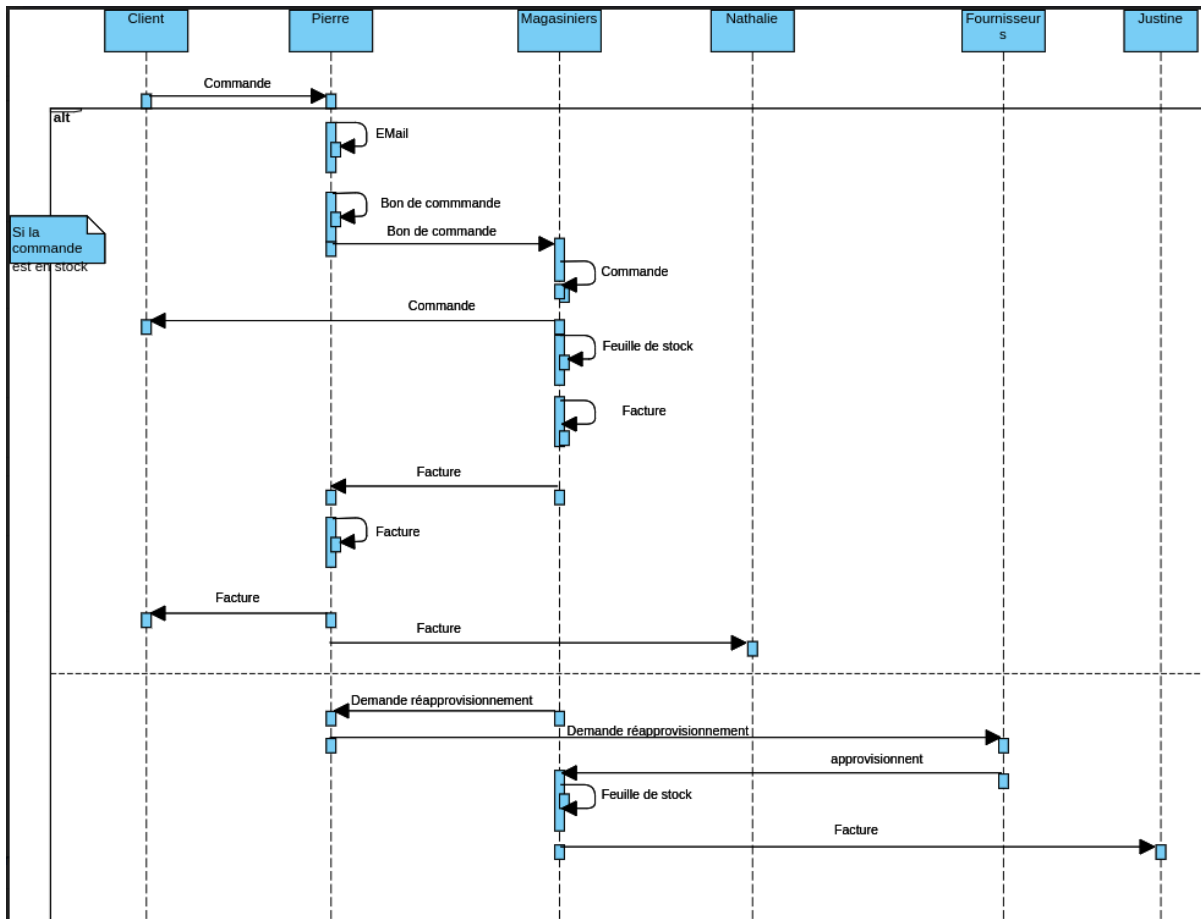 Client
Pierre
Magasiniers
Nathalie
Fournisseur
s
Justine
Commande
alt
EMail
Bon de commmande
Si la
commande
est en stock
Bon de commande
Commande
Commande
Feuille de stock
Facture
Facture
Facture
Facture
Facture
Demande réapprovisionnement
Demande réapprovisionnement
approvisionnent
Feuille de stock
Facture